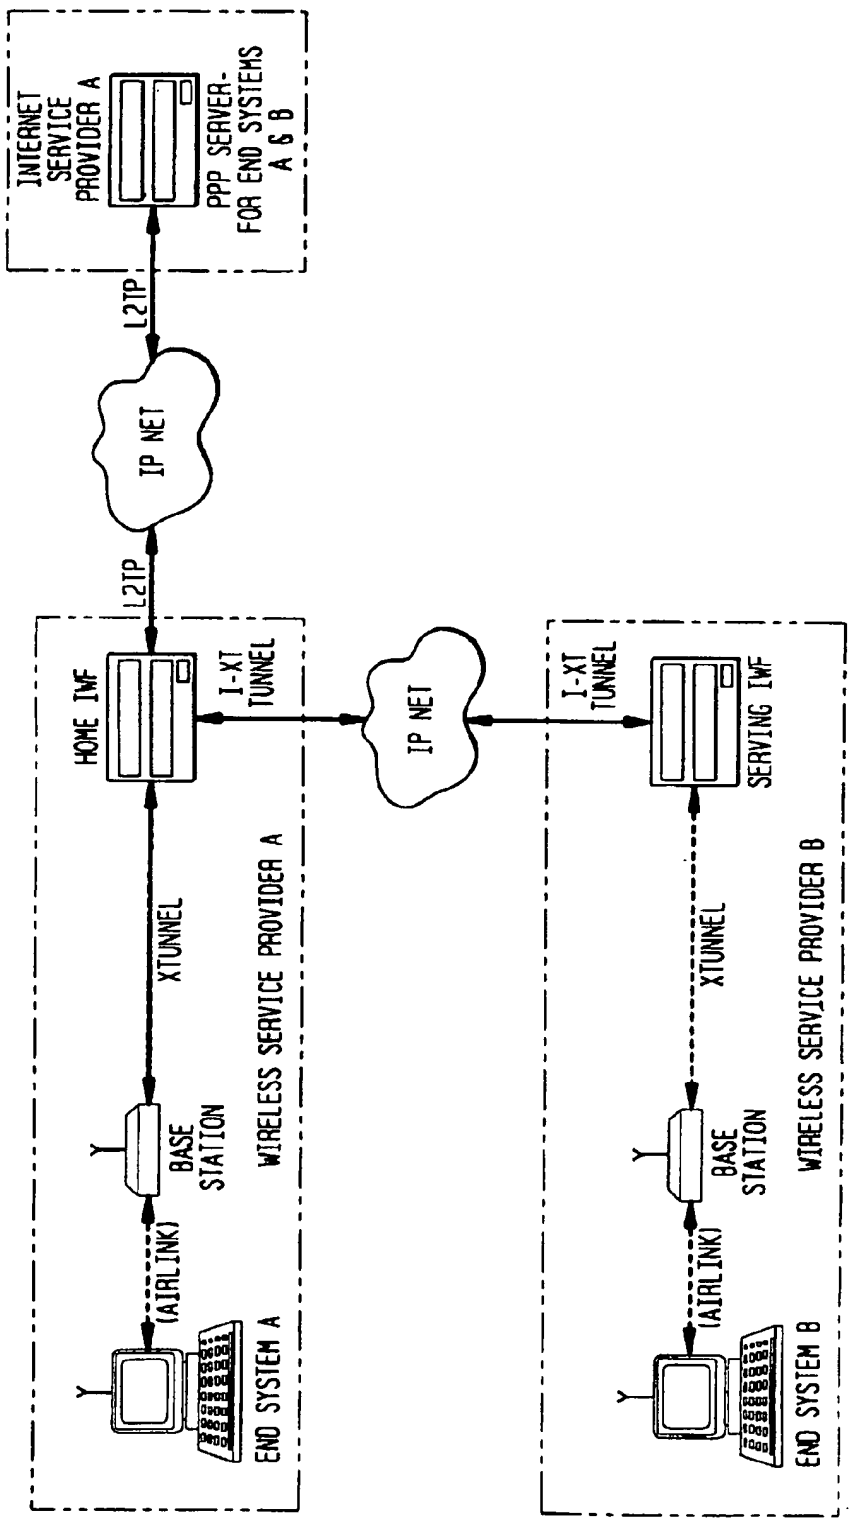 END SYSTEM A
(AIRLINK)
BASE
STATION
XTUNNEL
HOME IWF
I-XT
TUNNEL
WIRELESS SERVICE PROVIDER A
L2TP
IP NET
L2TP
INTERNET
SERVICE
PROVIDER A
PPP SERVER-
FOR END SYSTEMS
A & B
IP NET
END SYSTEM B
(AIRLINK)
BASE
STATION
XTUNNEL
I-XT
TUNNEL
SERVING IWF
WIRELESS SERVICE PROVIDER B